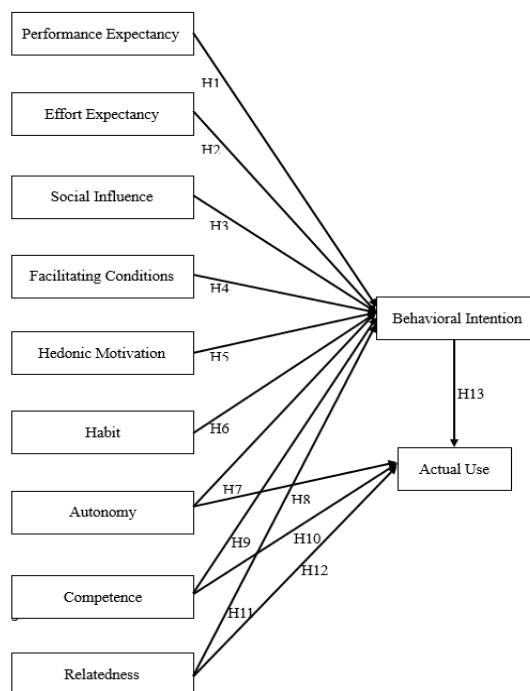 Performance Expectancy
H1
Effort Expectancy
H2
Social Influence
H3
Facilitating Conditions
H4
Behavioral Intention
Hedonic Motivation
H5
H13
Habit
H6
Actual Use
Autonomy
H7
H8
H9
H10
H12
Competence
H11
Relatedness